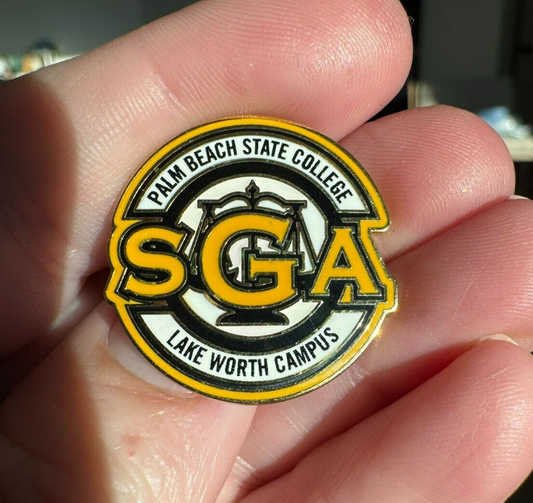 PALM BEACH STATE COLLEGE
SGA
LAKE WORTH CAMPUS